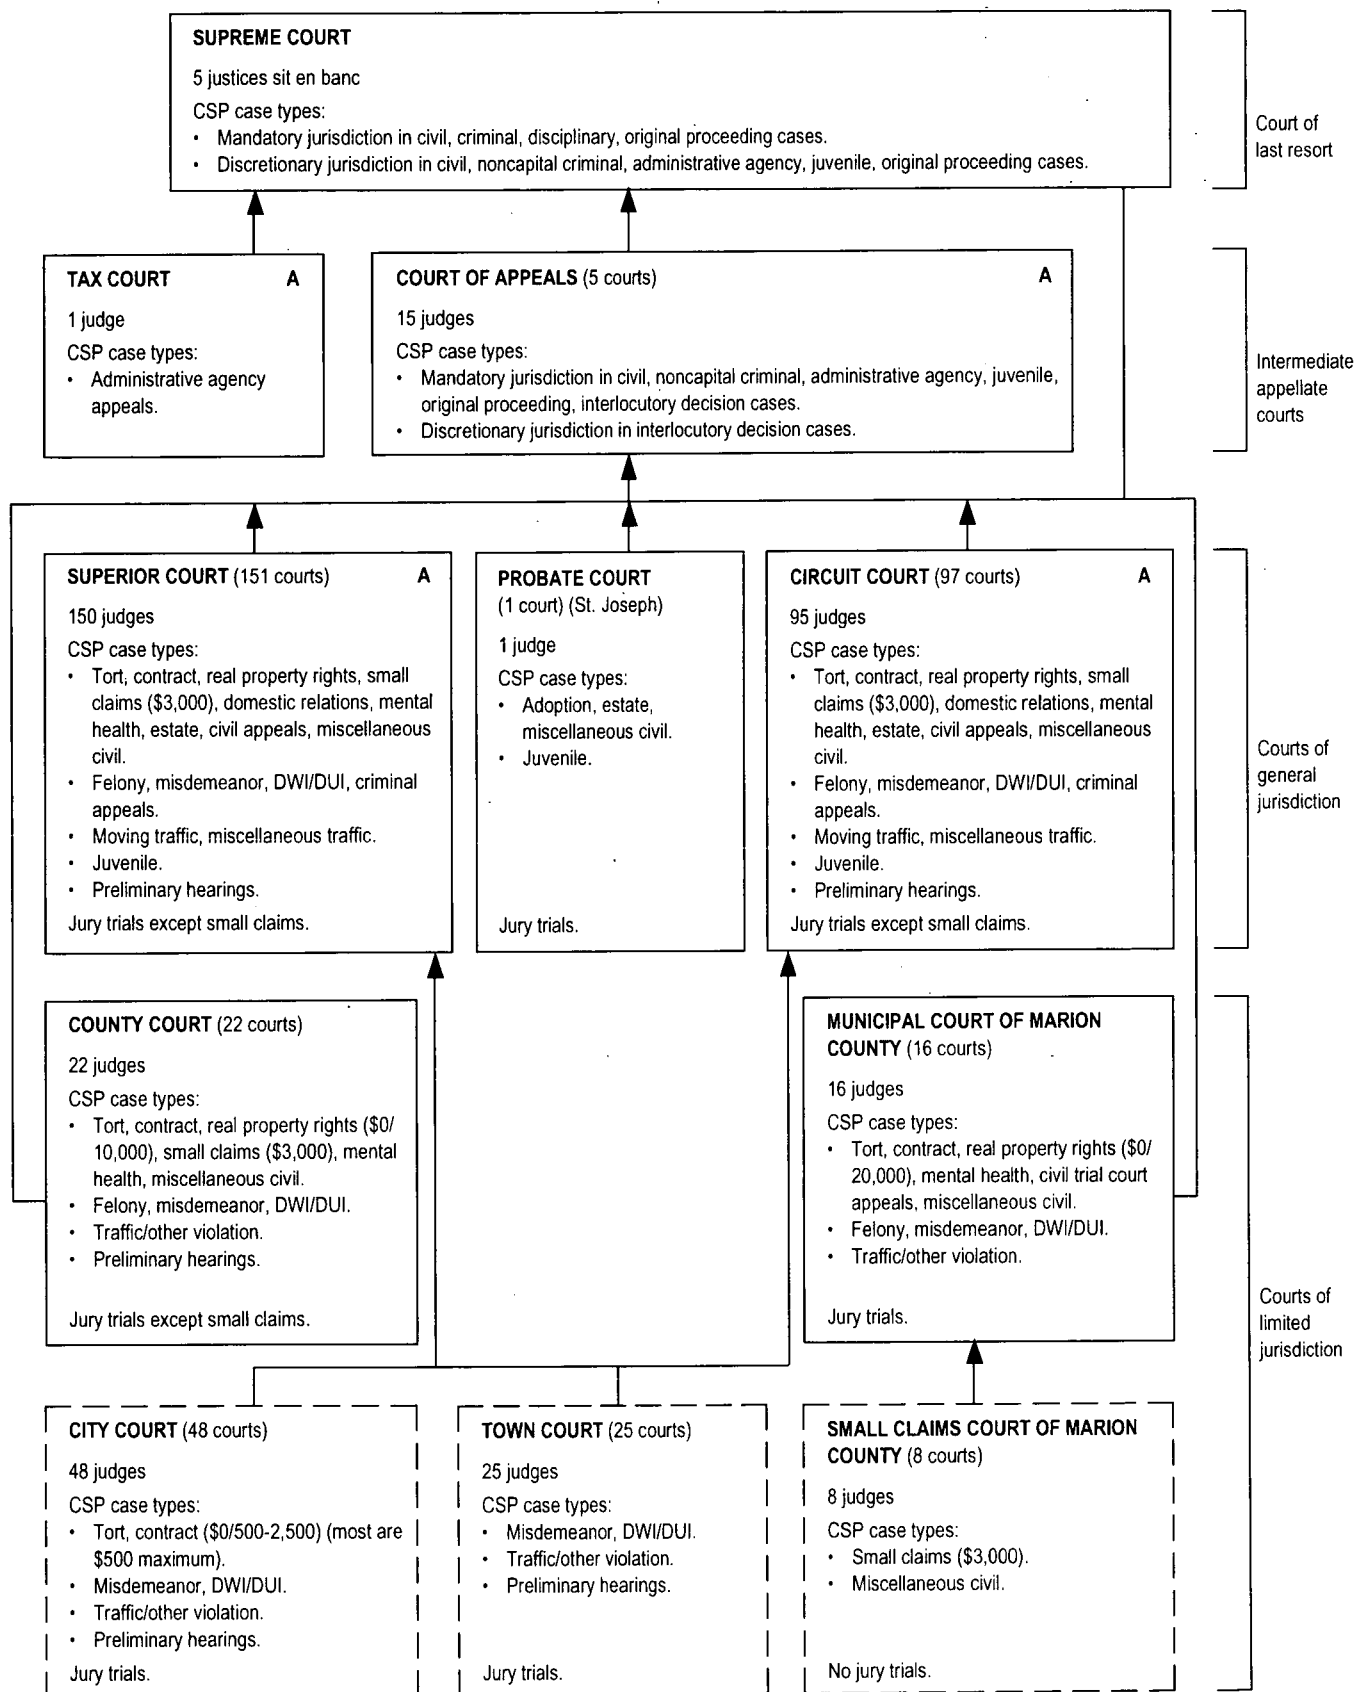 SUPREME COURT
5 justices sit en banc
CSP case types:
• Mandatory jurisdiction in civil, criminal, disciplinary, original proceeding cases.
• Discretionary jurisdiction in civil, noncapital criminal, administrative agency, juvenile, original proceeding cases.
Court of
last resort
TAX COURT A
1 judge
CSP case types:
• Administrative agency
appeals.
COURT OF APPEALS (5 courts) A
15 judges
CSP case types:
• Mandatory jurisdiction in civil, noncapital criminal, administrative agency, juvenile,
original proceeding, interlocutory decision cases.
• Discretionary jurisdiction in interlocutory decision cases.
Intermediate
appellate
courts
SUPERIOR COURT (151 courts) A
150 judges
CSP case types:
• Tort, contract, real property rights, small
claims ($3,000), domestic relations, mental
health, estate, civil appeals, miscellaneous
civil.
• Felony, misdemeanor, DWI/DUI, criminal
appeals.
• Moving traffic, miscellaneous traffic.
• Juvenile.
• Preliminary hearings.
Jury trials except small claims.
PROBATE COURT
(1 court) (St. Joseph)
1 judge
CSP case types:
• Adoption, estate,
miscellaneous civil.
• Juvenile.
Jury trials.
CIRCUIT COURT (97 courts) A
95 judges
CSP case types:
• Tort, contract, real property rights, small
claims ($3,000), domestic relations, mental
health, estate, civil appeals, miscellaneous
civil.
• Felony, misdemeanor, DWI/DUI, criminal
appeals.
• Moving traffic, miscellaneous traffic.
• Juvenile.
• Preliminary hearings.
Jury trials except small claims.
Courts of
general
jurisdiction
COUNTY COURT (22 courts)
22 judges
CSP case types:
• Tort, contract, real property rights ($0/
10,000), small claims ($3,000), mental
health, miscellaneous civil.
• Felony, misdemeanor, DWI/DUI.
• Traffic/other violation.
• Preliminary hearings.
Jury trials except small claims.
MUNICIPAL COURT OF MARION
COUNTY (16 courts)
16 judges
CSP case types:
• Tort, contract, real property rights ($0/
20,000), mental health, civil trial court
appeals, miscellaneous civil.
• Felony, misdemeanor, DWI/DUI.
• Traffic/other violation.
Jury trials.
Courts of
limited
jurisdiction
CITY COURT (48 courts)
48 judges
CSP case types:
• Tort, contract ($0/500-2,500) (most are
$500 maximum).
• Misdemeanor, DWI/DUI.
• Traffic/other violation.
• Preliminary hearings.
Jury trials.
TOWN COURT (25 courts)
25 judges
CSP case types:
• Misdemeanor, DWI/DUI.
• Traffic/other violation.
• Preliminary hearings.
Jury trials.
SMALL CLAIMS COURT OF MARION
COUNTY (8 courts)
8 judges
CSP case types:
• Small claims ($3,000).
• Miscellaneous civil.
No jury trials.